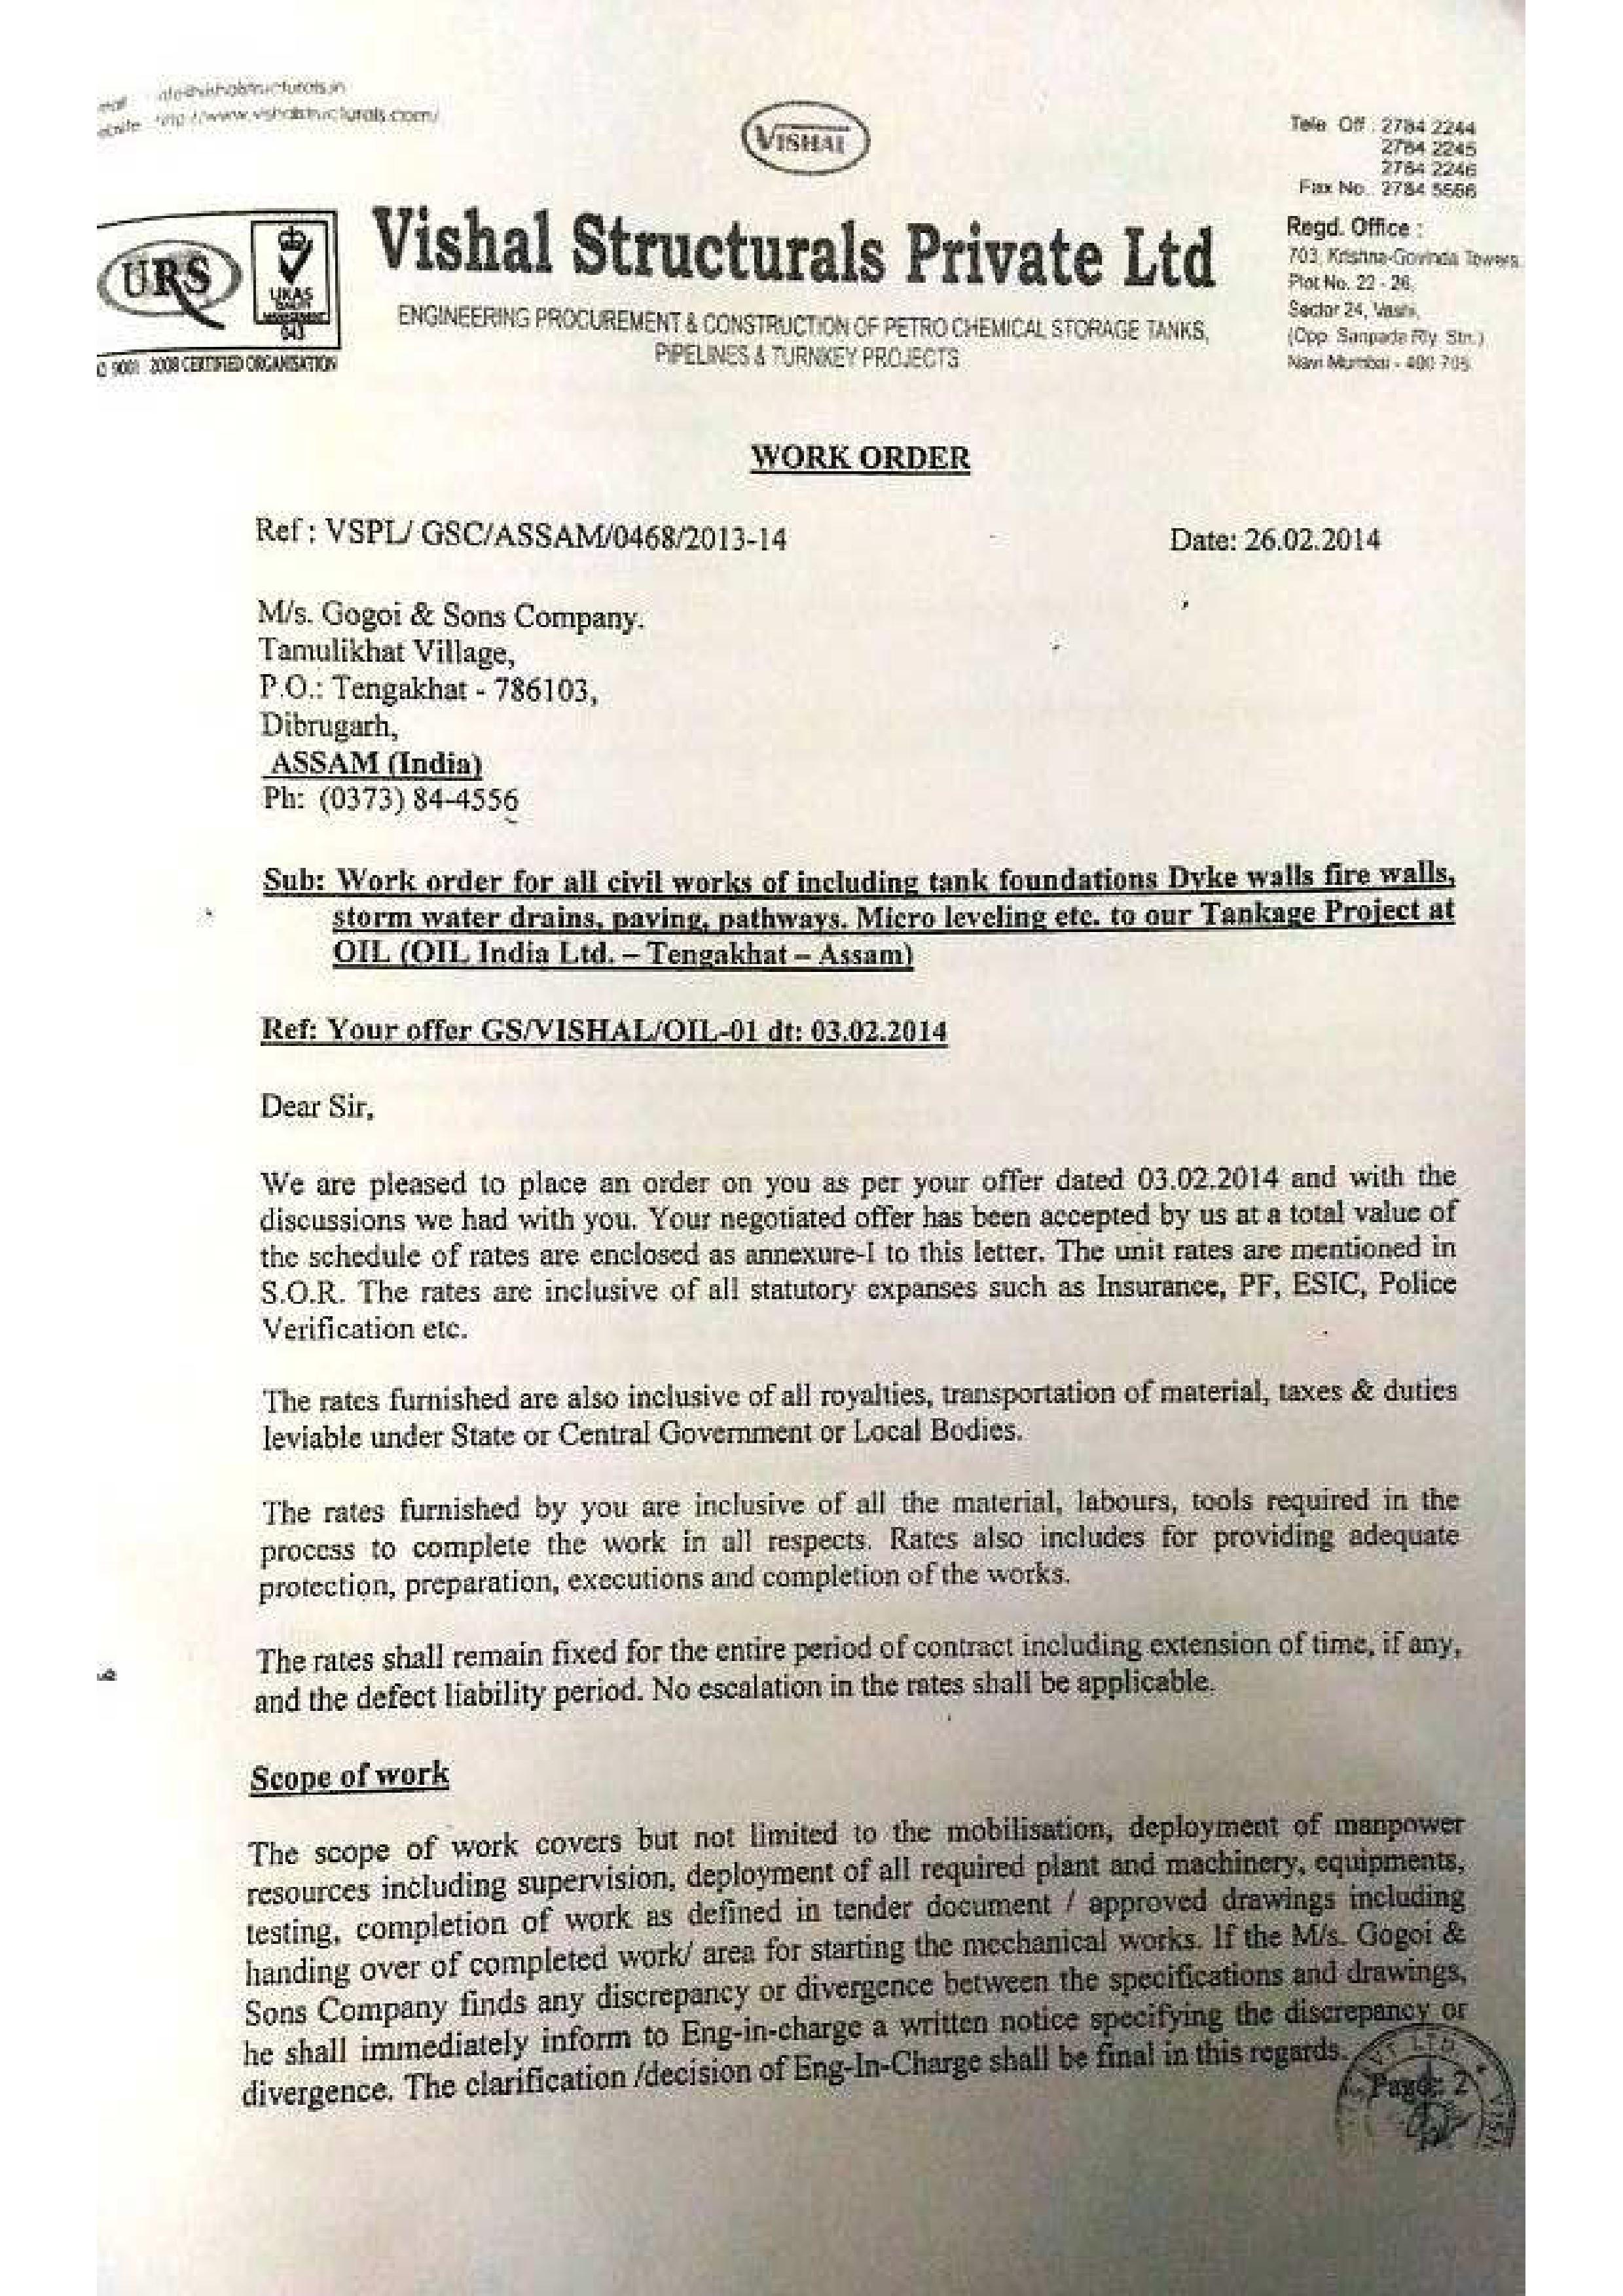 info@vishalstructurals.in
http://www.vishalstructurals.com/
VISHAL
Tele Off : 2784 2244
2784 2245
2784 2246
Fax No. 2784 5556
Regd. Office :
703, Krishna-Govinda Towers
Plot No. 22 - 26,
Sector 24, Vashi,
(Opp. Sanpada Rly. Stn.)
Navi Mumbai - 400 705
URS
UKAS
QUALITY
MANAGEMENT
043
9001 2008 CERTIFIED ORGANISATION
Vishal Structurals Private Ltd
ENGINEERING PROCUREMENT & CONSTRUCTION OF PETRO CHEMICAL STORAGE TANKS,
PIPELINES & TURNKEY PROJECTS
WORK ORDER
Ref : VSPL/ GSC/ASSAM/0468/2013-14
Date: 26.02.2014
M/s. Gogoi & Sons Company.
Tamulikhat Village,
P.O.: Tengakhat - 786103,
Dibrugarh,
ASSAM (India)
Ph: (0373) 84-4556
Sub: Work order for all civil works of including tank foundations Dyke walls fire walls,
storm water drains, paving, pathways. Micro leveling etc. to our Tankage Project at
OIL (OIL India Ltd. – Tengakhat – Assam)
Ref: Your offer GS/VISHAL/OIL-01 dt: 03.02.2014
Dear Sir,
We are pleased to place an order on you as per your offer dated 03.02.2014 and with the
discussions we had with you. Your negotiated offer has been accepted by us at a total value of
the schedule of rates are enclosed as annexure-I to this letter. The unit rates are mentioned in
S.O.R. The rates are inclusive of all statutory expanses such as Insurance, PF, ESIC, Police
Verification etc.
The rates furnished are also inclusive of all royalties, transportation of material, taxes & duties
leviable under State or Central Government or Local Bodies.
The rates furnished by you are inclusive of all the material, labours, tools required in the
process to complete the work in all respects. Rates also includes for providing adequate
protection, preparation, executions and completion of the works.
The rates shall remain fixed for the entire period of contract including extension of time, if any,
and the defect liability period. No escalation in the rates shall be applicable.
Scope of work
The scope of work covers but not limited to the mobilisation, deployment of manpower
resources including supervision, deployment of all required plant and machinery, equipments,
testing, completion of work as defined in tender document / approved drawings including
handing over of completed work/ area for starting the mechanical works. If the M/s. Gogoi &
Sons Company finds any discrepancy or divergence between the specifications and drawings,
he shall immediately inform to Eng-in-charge a written notice specifying the discrepancy or
divergence. The clarification /decision of Eng-In-Charge shall be final in this regards.
Page: 2